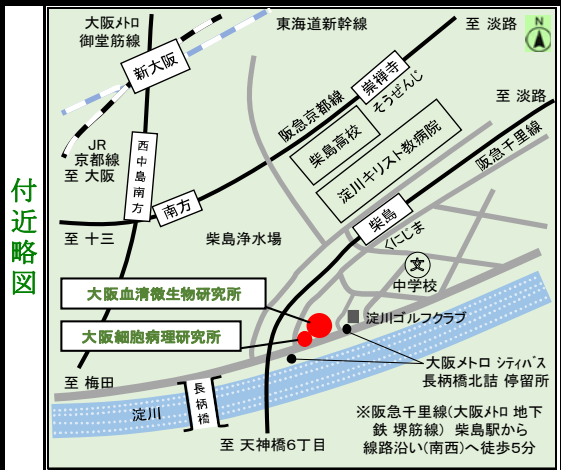 付近略図
大阪メトロ
御堂筋線
東海道新幹線
至 淡路
N
新大阪
崇禅寺
そうぜんじ
阪急京都線
至 淡路
柴島高校
JR
京都線
至 大阪
西中島南方
淀川キリスト教病院
阪急千里線
南方
柴島
くにじま
至 十三
柴島浄水場
文
中学校
大阪血清微生物研究所
淀川ゴルフクラブ
大阪細胞病理研究所
大阪メトロ シティバス
長柄橋北詰 停留所
至 梅田
長柄橋
淀川
※阪急千里線(大阪メトロ 地下
鉄 堺筋線) 柴島駅から
線路沿い(南西)へ徒歩5分
至 天神橋6丁目